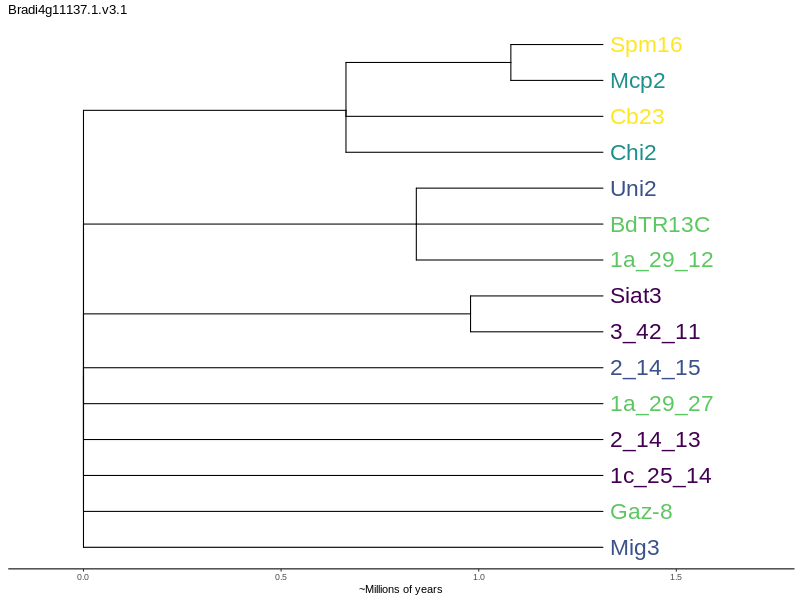 Bradi4g11137.1.v3.1
Spm16
Mcp2
Cb23
Chi2
Uni2
BdTR13C
1a_29_12
Siat3
3_42_11
2_14_15
1a_29_27
2_14_13
1c_25_14
Gaz-8
Mig3
0.0 0.5 1.0 1.5
~Millions of years